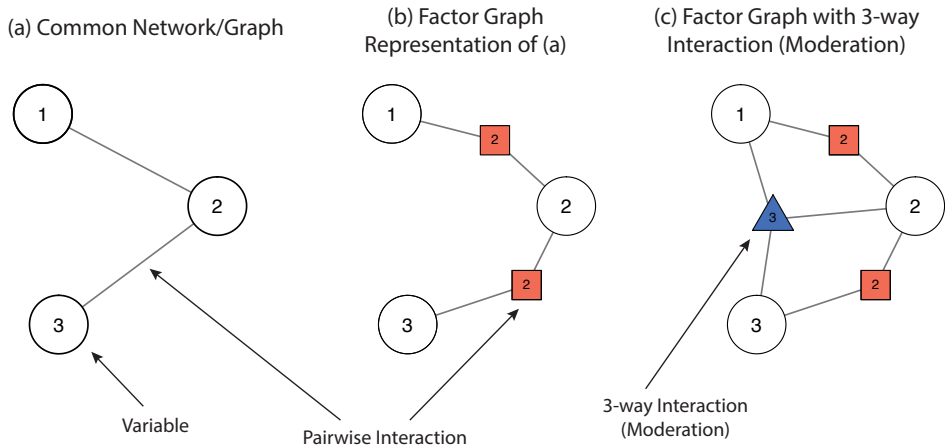 (a) Common Network/Graph
1
2
3
Variable
Pairwise Interaction
(b) Factor Graph
Representation of (a)
1
2
2
2
3
(c) Factor Graph with 3-way
Interaction (Moderation)
1
2
2
3
2
3
3-way Interaction
(Moderation)